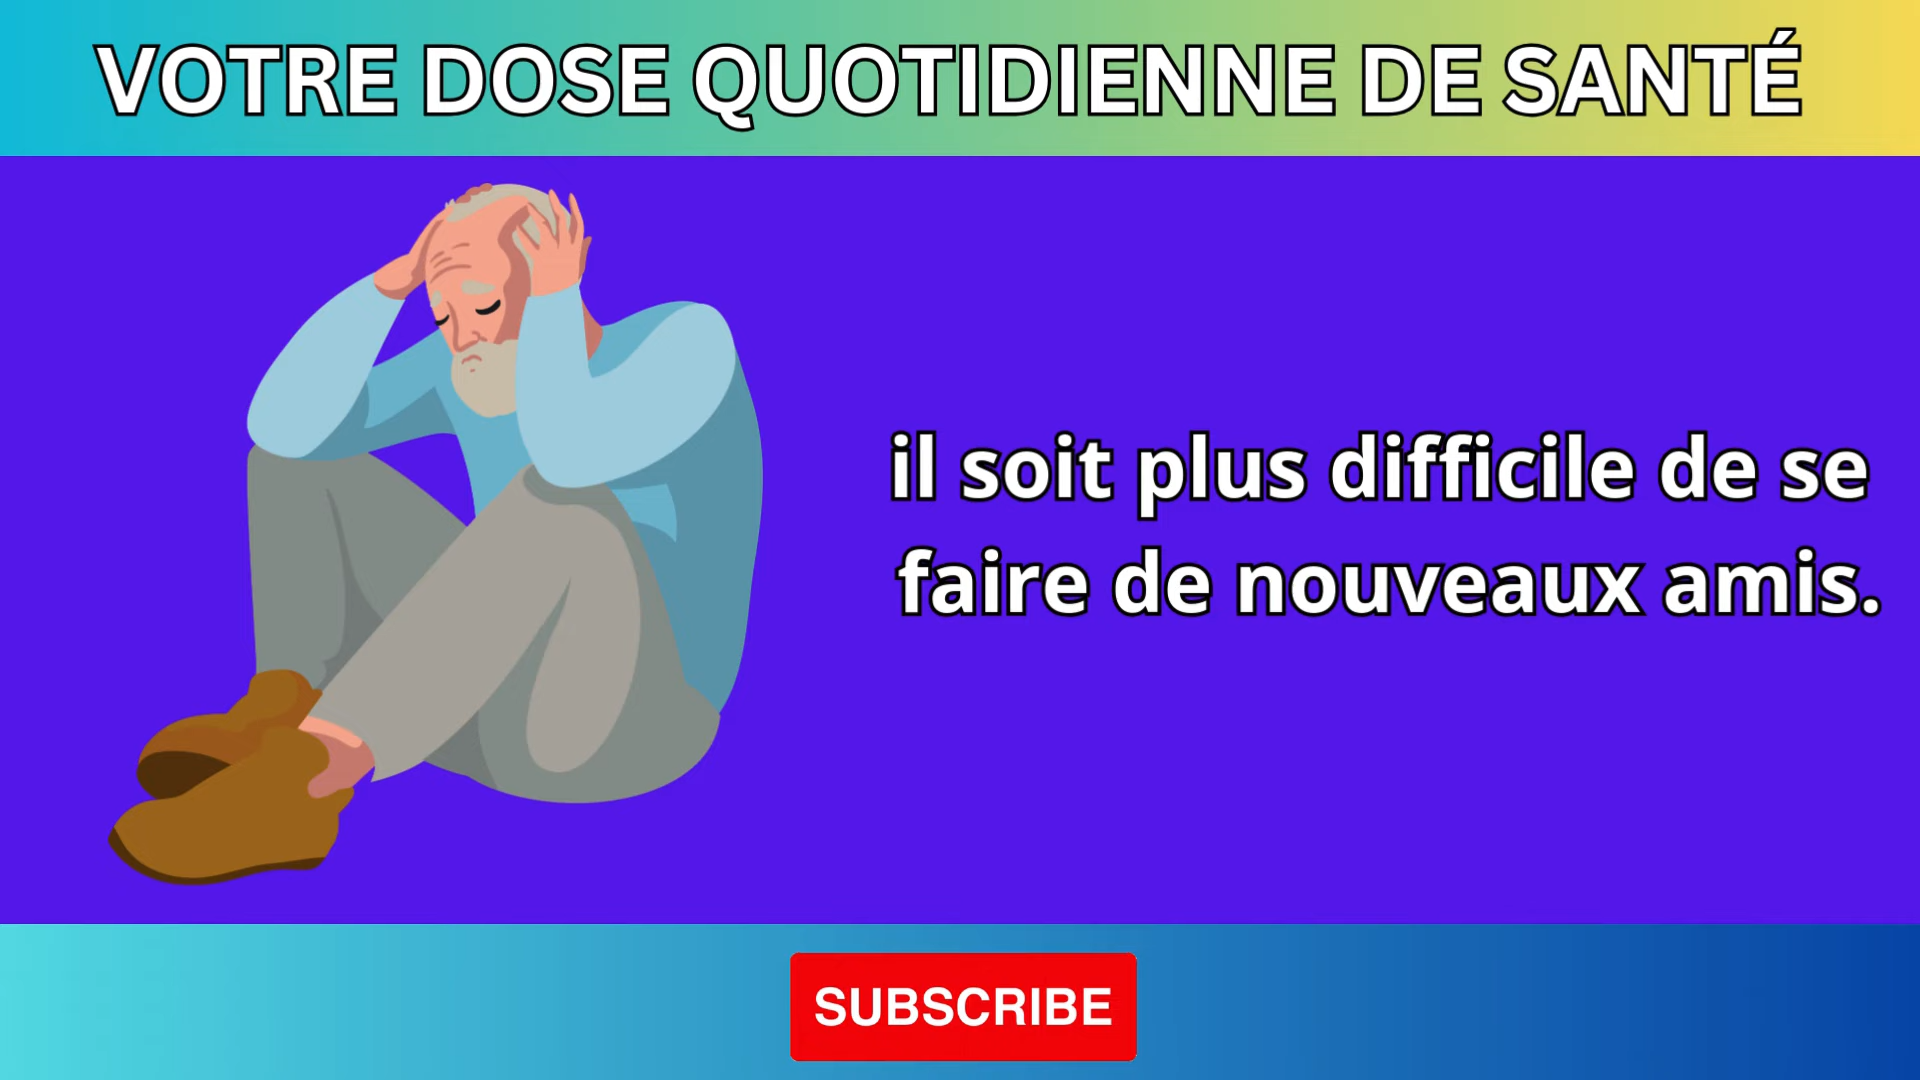 VOTRE DOSE QUOTIDIENNE DE SANTÉ
il soit plus difficile de se
faire de nouveaux amis.
SUBSCRIBE